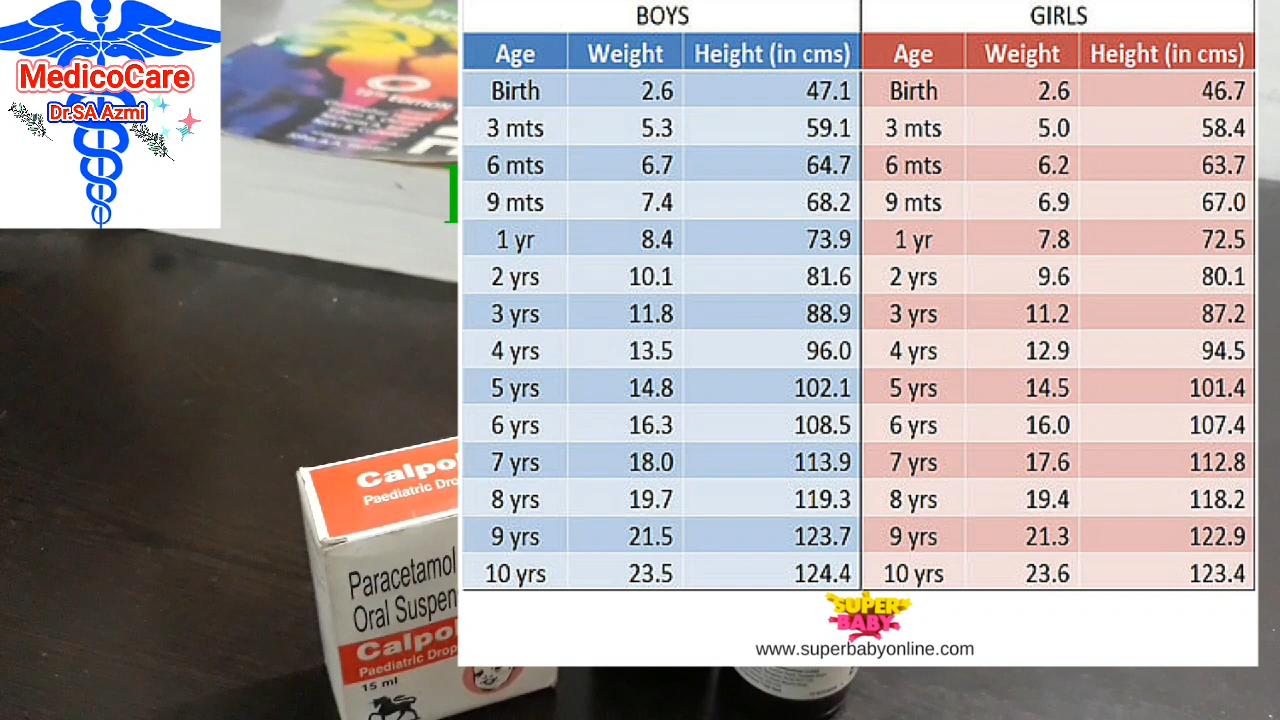 MedicoCare
Dr.SA Azmi
BOYS GIRLS
Age Weight Height (in cms) Age Weight Height (in cms)
Birth 2.6 47.1 Birth 2.6 46.7
3 mts 5.3 59.1 3 mts 5.0 58.4
6 mts 6.7 64.7 6 mts 6.2 63.7
9 mts 7.4 68.2 9 mts 6.9 67.0
1 yr 8.4 73.9 1 yr 7.8 72.5
2 yrs 10.1 81.6 2 yrs 9.6 80.1
3 yrs 11.8 88.9 3 yrs 11.2 87.2
4 yrs 13.5 96.0 4 yrs 12.9 94.5
5 yrs 14.8 102.1 5 yrs 14.5 101.4
6 yrs 16.3 108.5 6 yrs 16.0 107.4
7 yrs 18.0 113.9 7 yrs 17.6 112.8
8 yrs 19.7 119.3 8 yrs 19.4 118.2
9 yrs 21.5 123.7 9 yrs 21.3 122.9
10 yrs 23.5 124.4 10 yrs 23.6 123.4
SUPER
BABY
www.superbabyonline.com
Calpo
Paediatric Dro
Paracetamol
Oral Suspen
Calpol
Paediatric Drop
15 ml